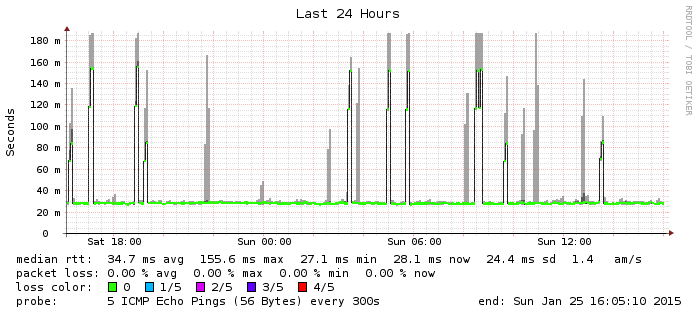 Last 24 Hours
RRDTOOL / TOBI OETIKER
Seconds
180 m
160 m
140 m
120 m
100 m
80 m
60 m
40 m
20 m
0
Sat 18:00 Sun 00:00 Sun 06:00 Sun 12:00
median rtt: 34.7 ms avg 155.6 ms max 27.1 ms min 28.1 ms now 24.4 ms sd 1.4 am/s
packet loss: 0.00 % avg 0.00 % max 0.00 % min 0.00 % now
loss color: 0 1/5 2/5 3/5 4/5
probe: 5 ICMP Echo Pings (56 Bytes) every 300s end: Sun Jan 25 16:05:10 2015